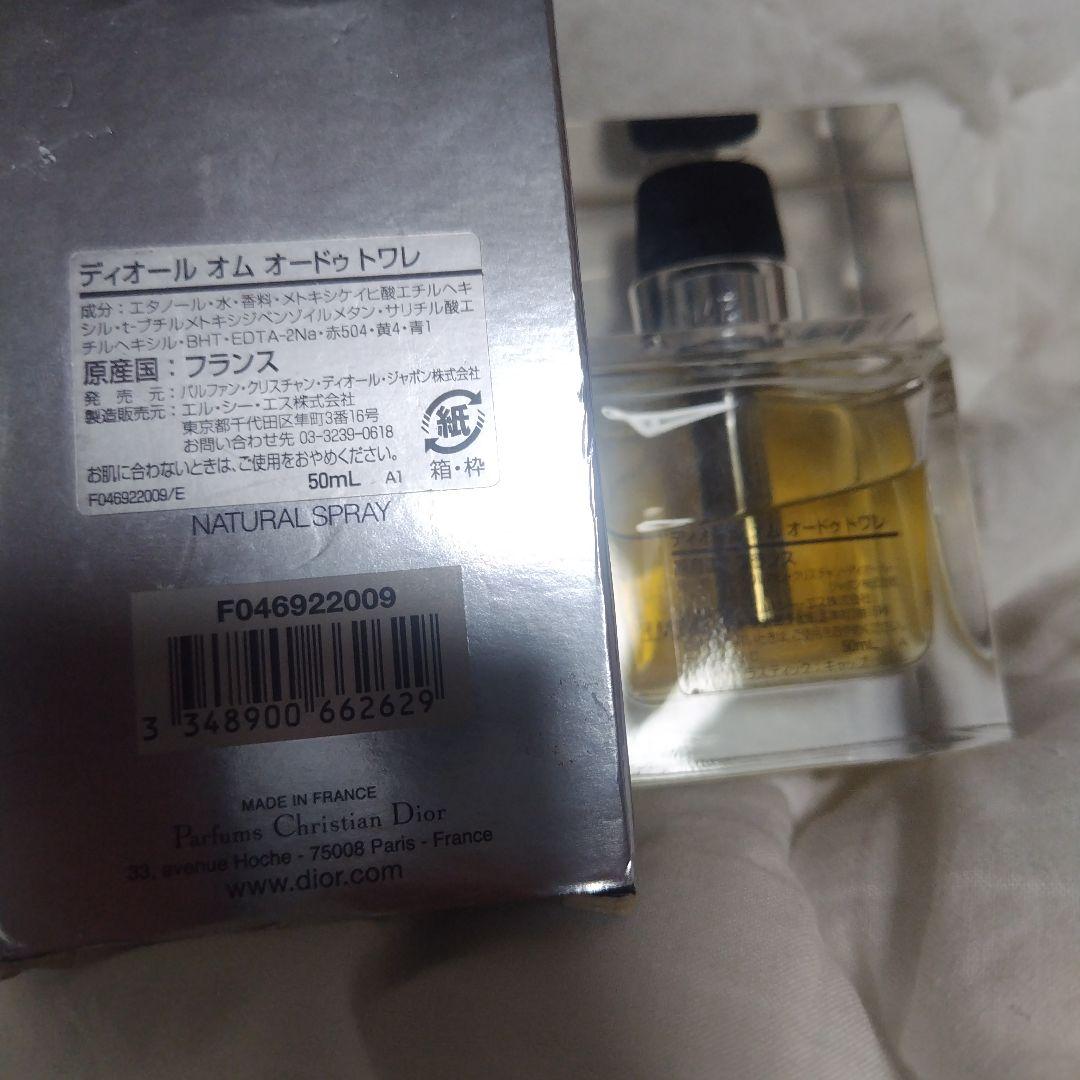 ディオール オム オードゥ トワレ
成分：エタノール・水・香料・メトキシケイヒ酸エチルヘキ
シル・t-ブチルメトキシジベンゾイルメタン・サリチル酸エ
チルヘキシル・BHT・EDTA-2Na・赤504・黄4・青1
原産国：フランス
発売元：パルファン・クリスチャン・ディオール・ジャポン株式会社
製造販売元：エル・シー・エス株式会社
東京都千代田区隼町3番16号
お問い合わせ先 03-3239-0618
お肌に合わないときは、ご使用をおやめください。
紙
箱・枠
F046922009/E 50mL A1
NATURAL SPRAY
F046922009
3 348900 662629
MADE IN FRANCE
Parfums Christian Dior
33, avenue Hoche - 75008 Paris - France
www.dior.com
ディオール オム オードゥ トワレ
50mL